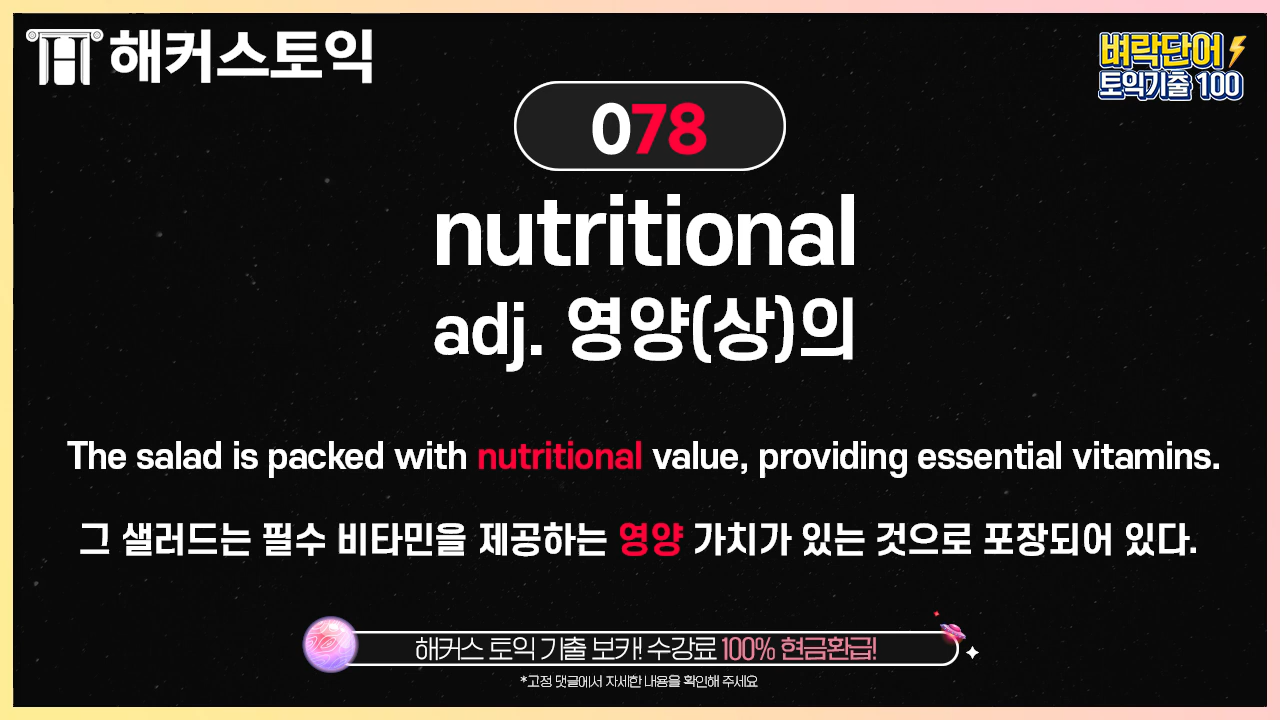 해커스토익
벼락단어
토익기출 100
078
nutritional
adj. 영양(상)의
The salad is packed with nutritional value, providing essential vitamins.
그 샐러드는 필수 비타민을 제공하는 영양 가치가 있는 것으로 포장되어 있다.
해커스 토익 기출 보카! 수강료 100% 현금환급!
*고정 댓글에서 자세한 내용을 확인해 주세요